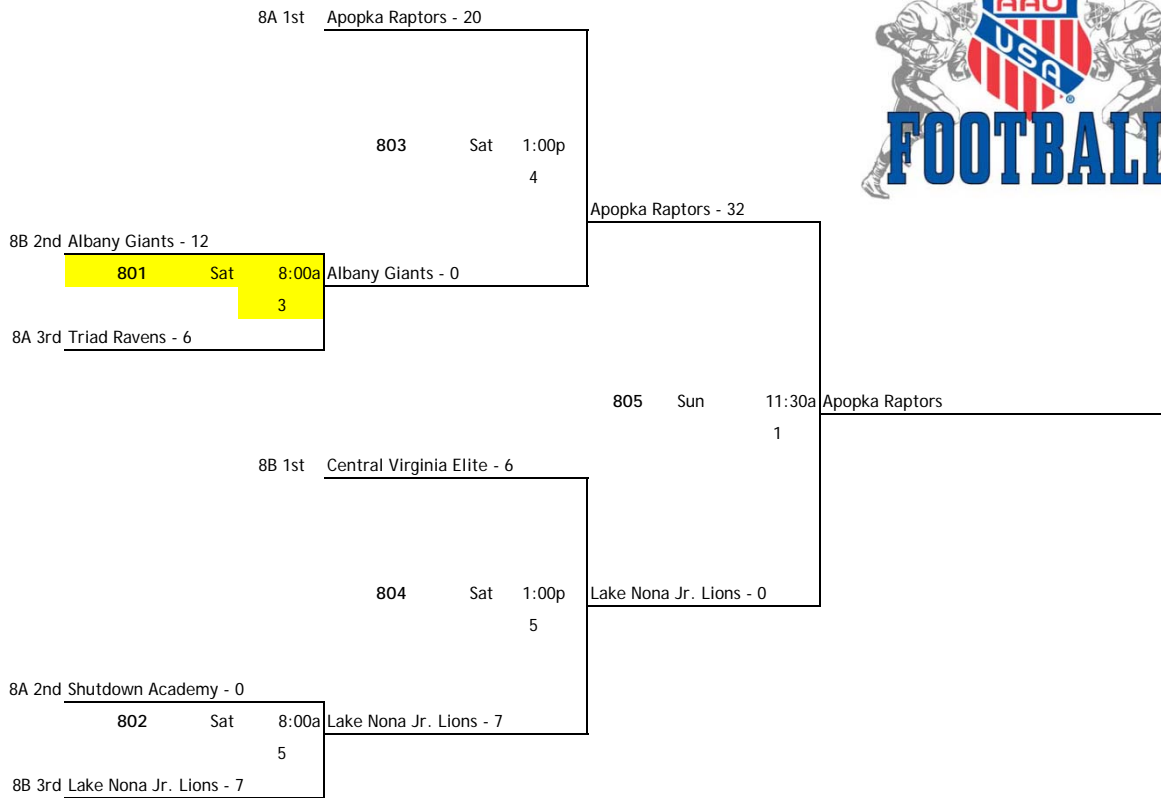 8A 1st Apopka Raptors - 20
AAU
USA
®
FOOTBALL
803 Sat 1:00p
4
Apopka Raptors - 32
8B 2nd Albany Giants - 12
801 Sat 8:00a Albany Giants - 0
3
8A 3rd Triad Ravens - 6
805 Sun 11:30a Apopka Raptors
1
8B 1st Central Virginia Elite - 6
804 Sat 1:00p Lake Nona Jr. Lions - 0
5
8A 2nd Shutdown Academy - 0
802 Sat 8:00a Lake Nona Jr. Lions - 7
5
8B 3rd Lake Nona Jr. Lions - 7